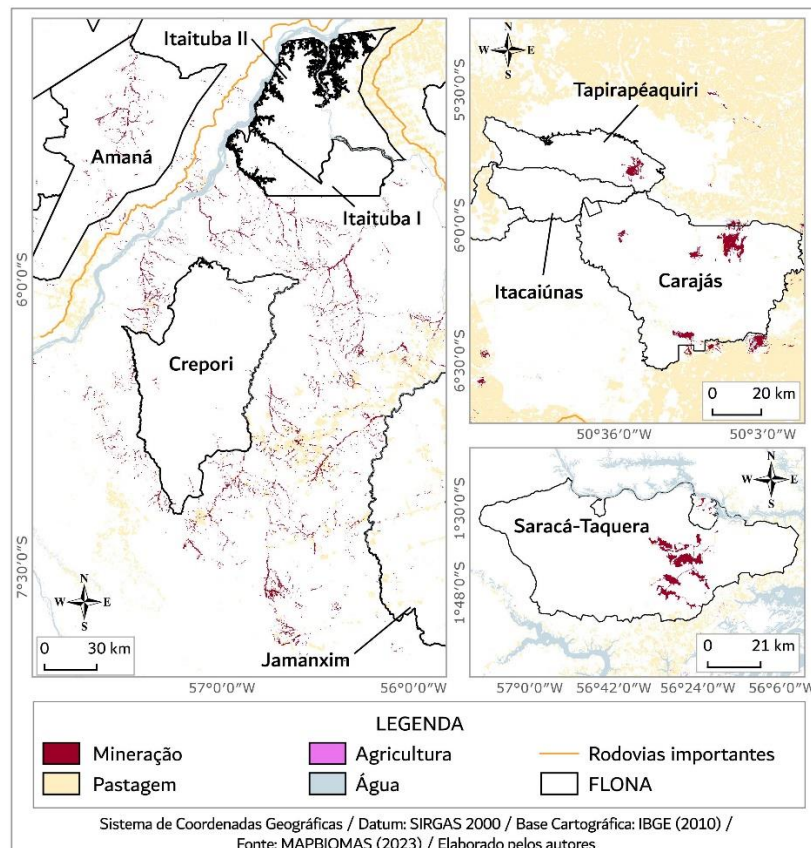 Itaituba II
Amaná
Itaituba I
Crepori
Jamanxim
6°0'0"S
7°30'0"S
57°0'0"W
56°0'0"W
N
W E
S
0 30 km
N
W E
S
Tapirapéaquiri
Itacaiúnas
Carajás
5°30'0"S
6°0'0"S
6°30'0"S
0 20 km
50°36'0"W
50°3'0"W
N
W E
S
Saracá-Taquera
1°30'0"S
1°48'0"S
0 21 km
57°0'0"W 56°42'0"W 56°24'0"W 56°6'0"W
LEGENDA
Mineração
Agricultura
Rodovias importantes
Pastagem
Água
FLONA
Sistema de Coordenadas Geográficas / Datum: SIRGAS 2000 / Base Cartográfica: IBGE (2010) /
Fonte: MAPBIOMAS (2023) / Elaborado pelos autores